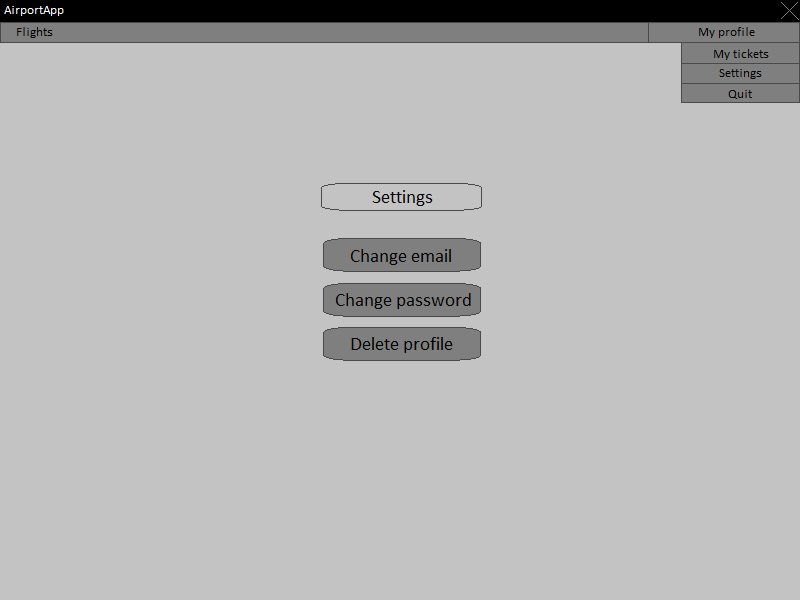 AirportApp
Flights
My profile
My tickets
Settings
Quit
Settings
Change email
Change password
Delete profile